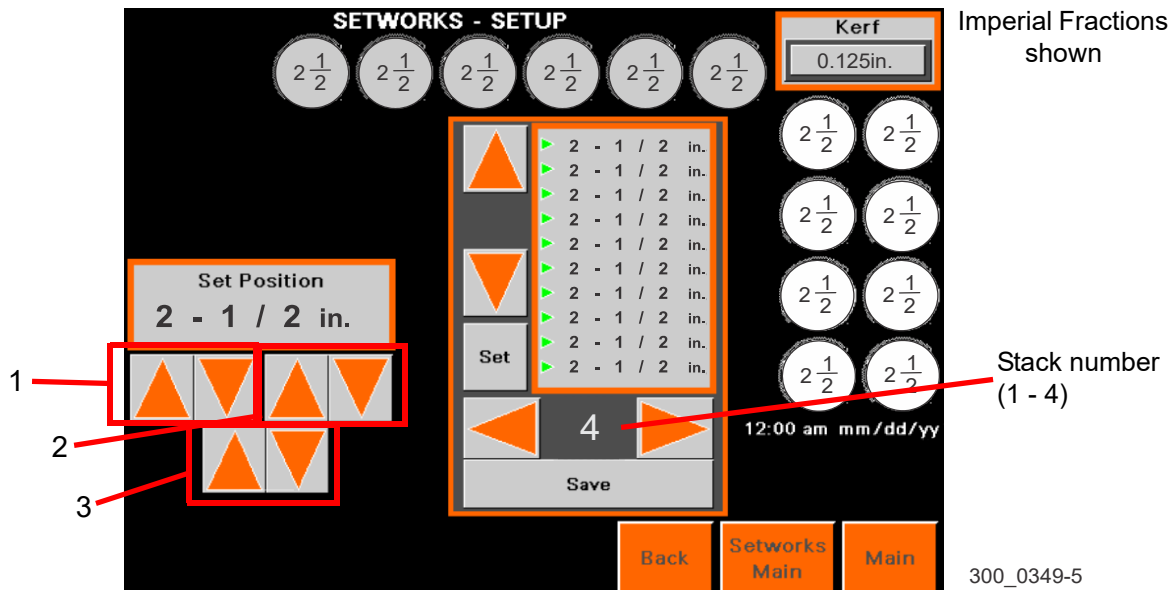 SETWORKS - SETUP
Imperial Fractions
shown
Kerf
0.125in.
2 1/2 2 1/2 2 1/2 2 1/2 2 1/2 2 1/2
2 1/2 2 1/2
2 1/2 2 1/2
2 1/2 2 1/2
2 1/2 2 1/2
2 - 1 / 2 in.
2 - 1 / 2 in.
2 - 1 / 2 in.
2 - 1 / 2 in.
2 - 1 / 2 in.
2 - 1 / 2 in.
2 - 1 / 2 in.
2 - 1 / 2 in.
2 - 1 / 2 in.
2 - 1 / 2 in.
Set Position
2 - 1 / 2 in.
1
2
3
Set
4
Save
Stack number
(1 - 4)
12:00 am mm/dd/yy
Back
Setworks
Main
Main
300_0349-5